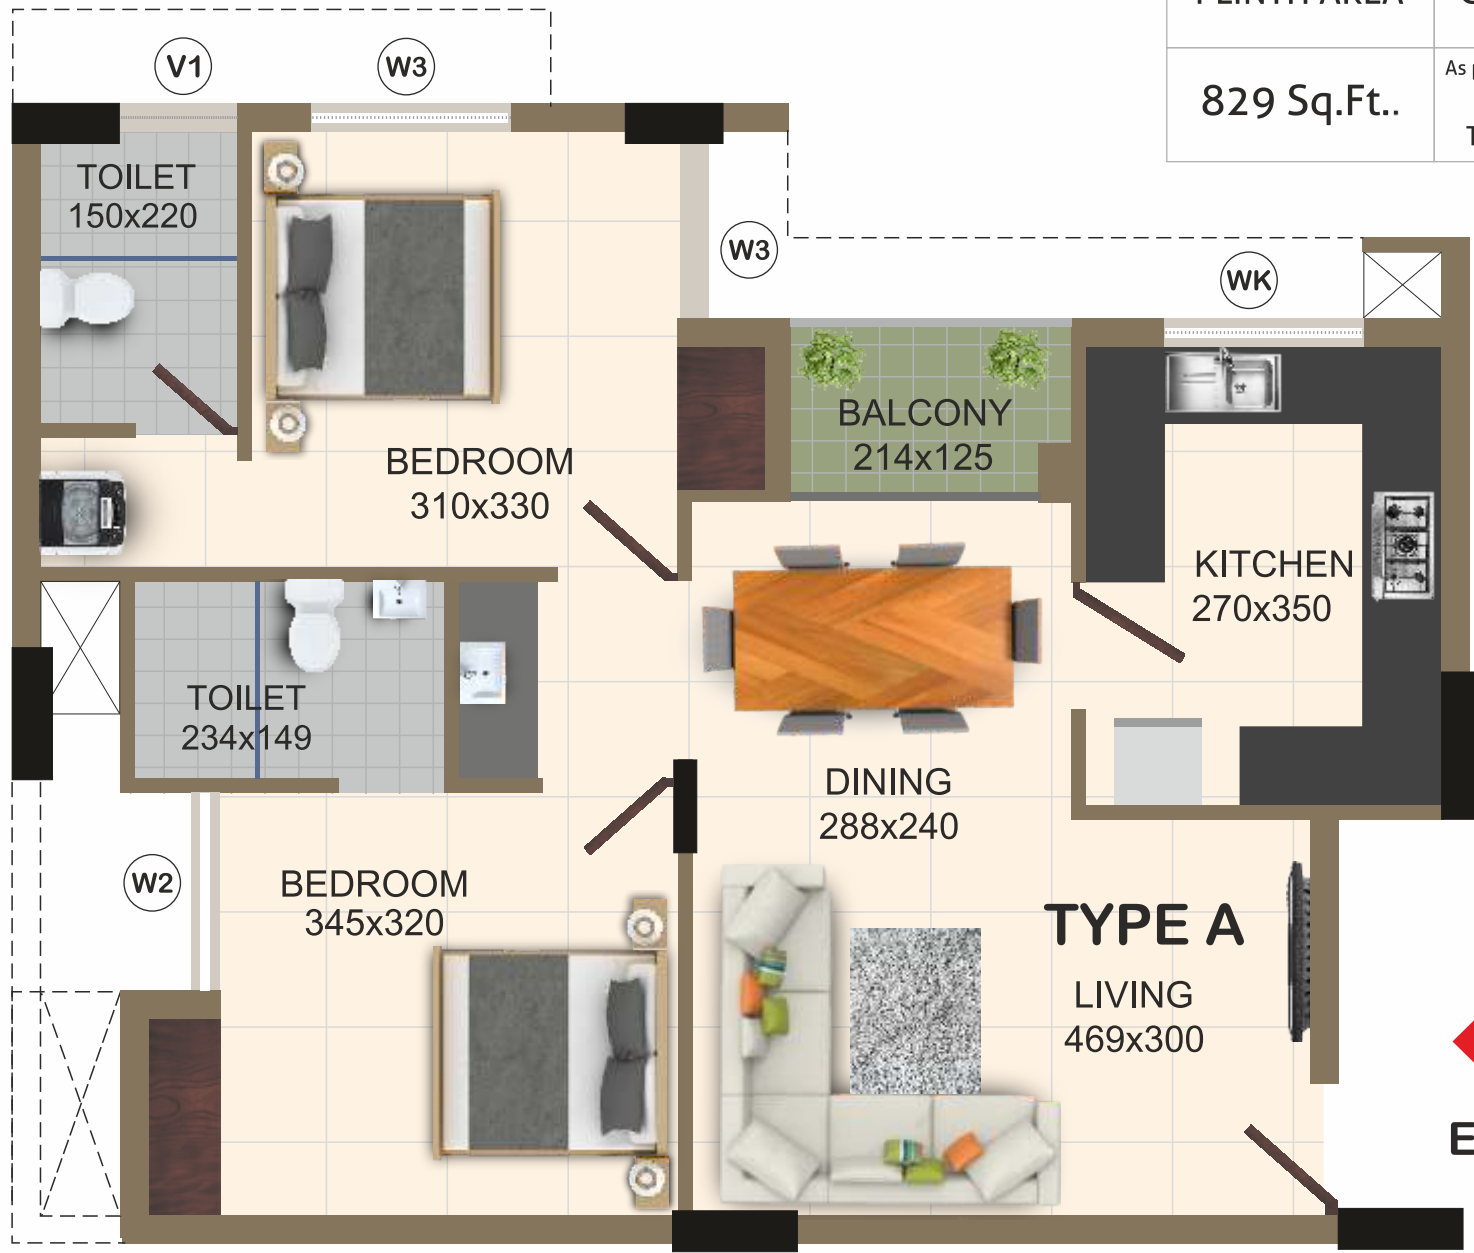 829 Sq.Ft..
As
V1
W3
TOILET
150x220
W3
WK
BALCONY
214x125
BEDROOM
310x330
KITCHEN
270x350
TOILET
234x149
DINING
288x240
W2
BEDROOM
345x320
TYPE A
LIVING
469x300